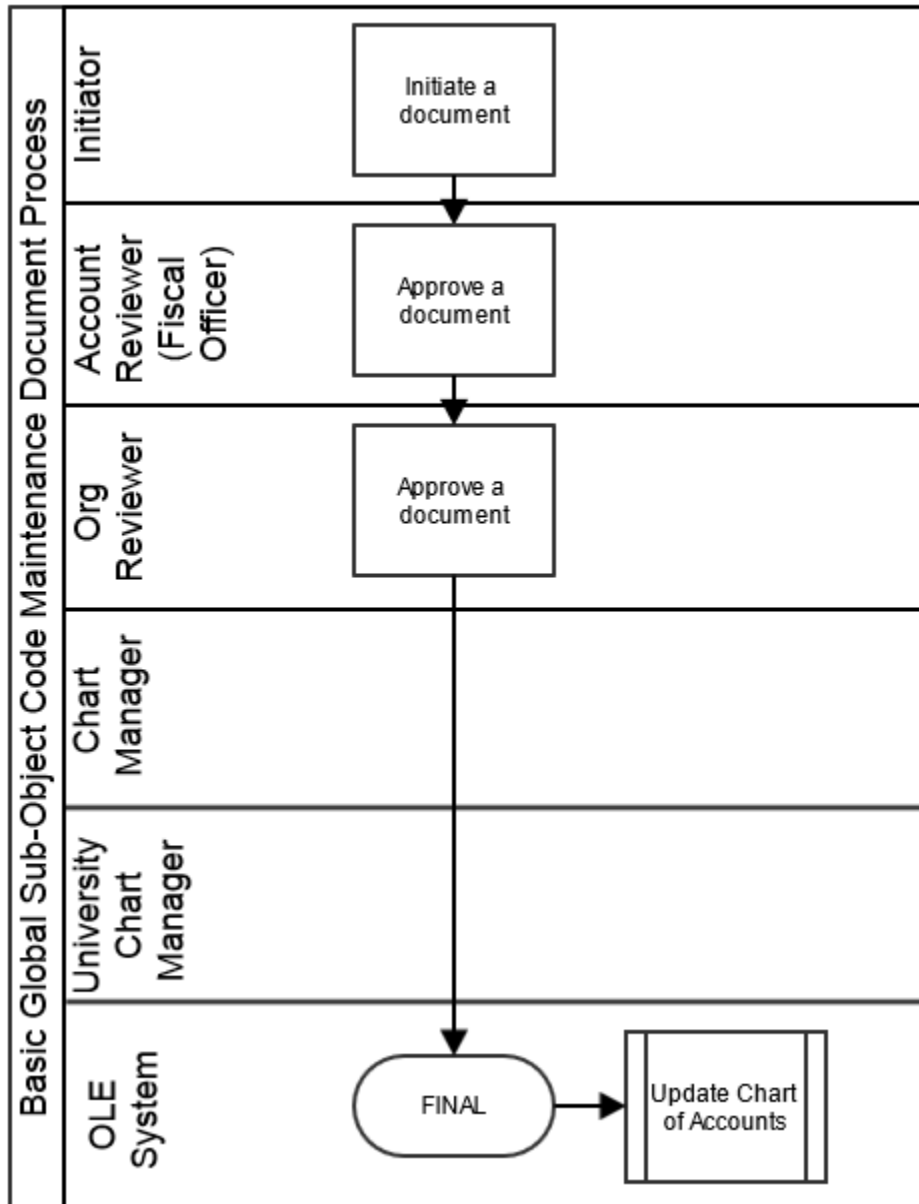 Basic Global Sub-Object Code Maintenance Document Process
Initiator
Initiate a
document
Account
Reviewer
(Fiscal
Officer)
Approve a
document
Org
Reviewer
Approve a
document
Chart
Manager
University
Chart
Manager
OLE
System
FINAL
Update Chart
of Accounts